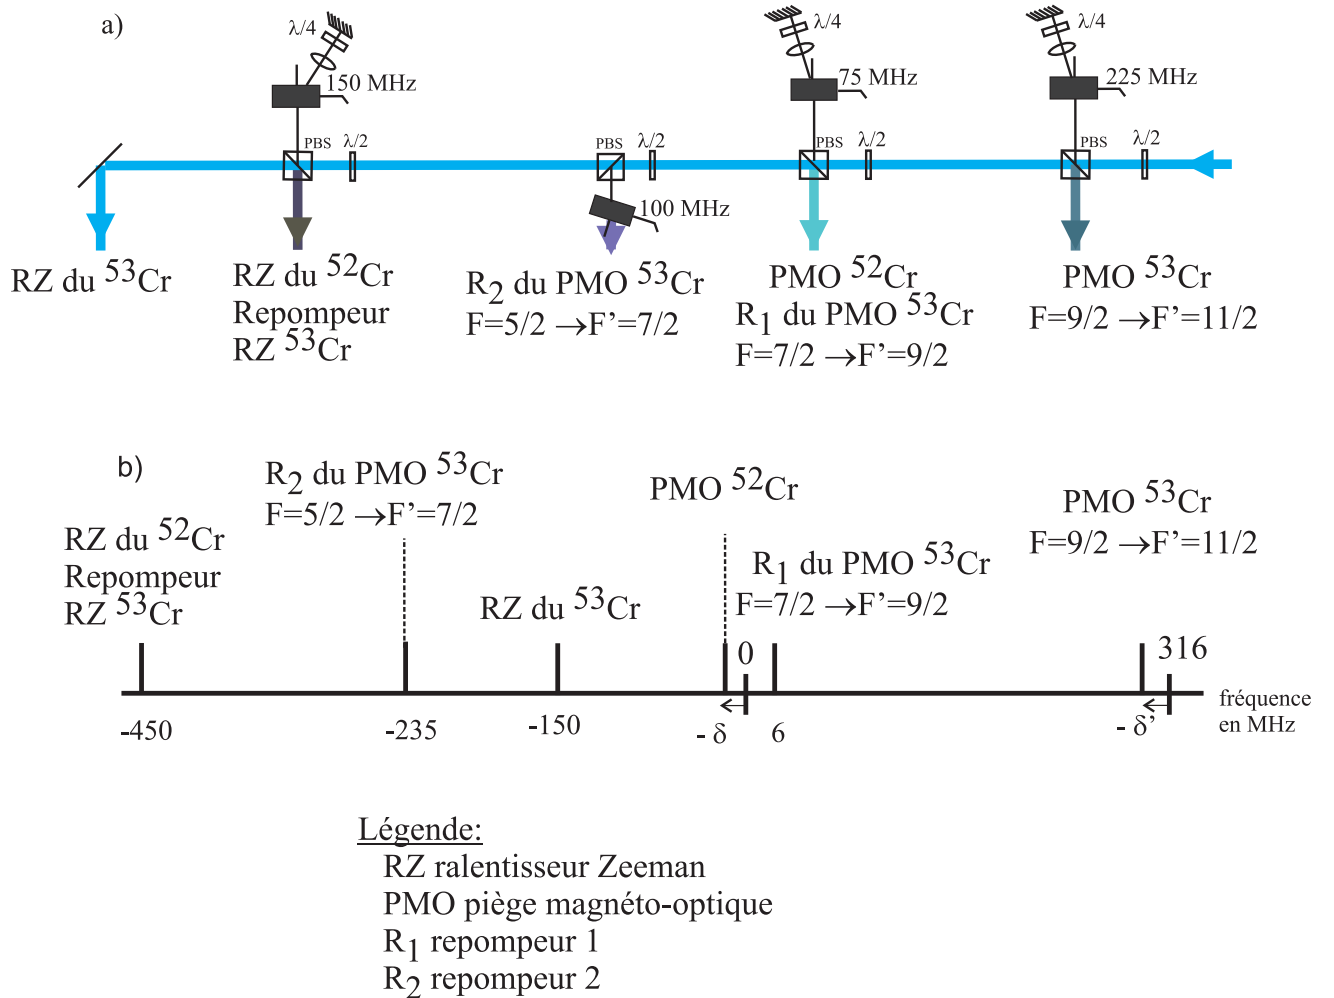 a)
λ/4
λ/4
λ/4
150 MHz
75 MHz
225 MHz
PBS
λ/2
PBS
λ/2
PBS
λ/2
PBS
λ/2
100 MHz
RZ du 53Cr
RZ du 52Cr
Repompeur
RZ 53Cr
R2 du PMO 53Cr
F=5/2 →F'=7/2
PMO 52Cr
R1 du PMO 53Cr
F=7/2 →F'=9/2
PMO 53Cr
F=9/2 →F'=11/2
b)
RZ du 52Cr
Repompeur
RZ 53Cr
R2 du PMO 53Cr
F=5/2 →F'=7/2
RZ du 53Cr
PMO 52Cr
R1 du PMO 53Cr
F=7/2 →F'=9/2
PMO 53Cr
F=9/2 →F'=11/2
0
316
-450
-235
-150
- δ
6
- δ'
fréquence
en MHz
Légende:
RZ ralentisseur Zeeman
PMO piège magnéto-optique
R1 repompeur 1
R2 repompeur 2